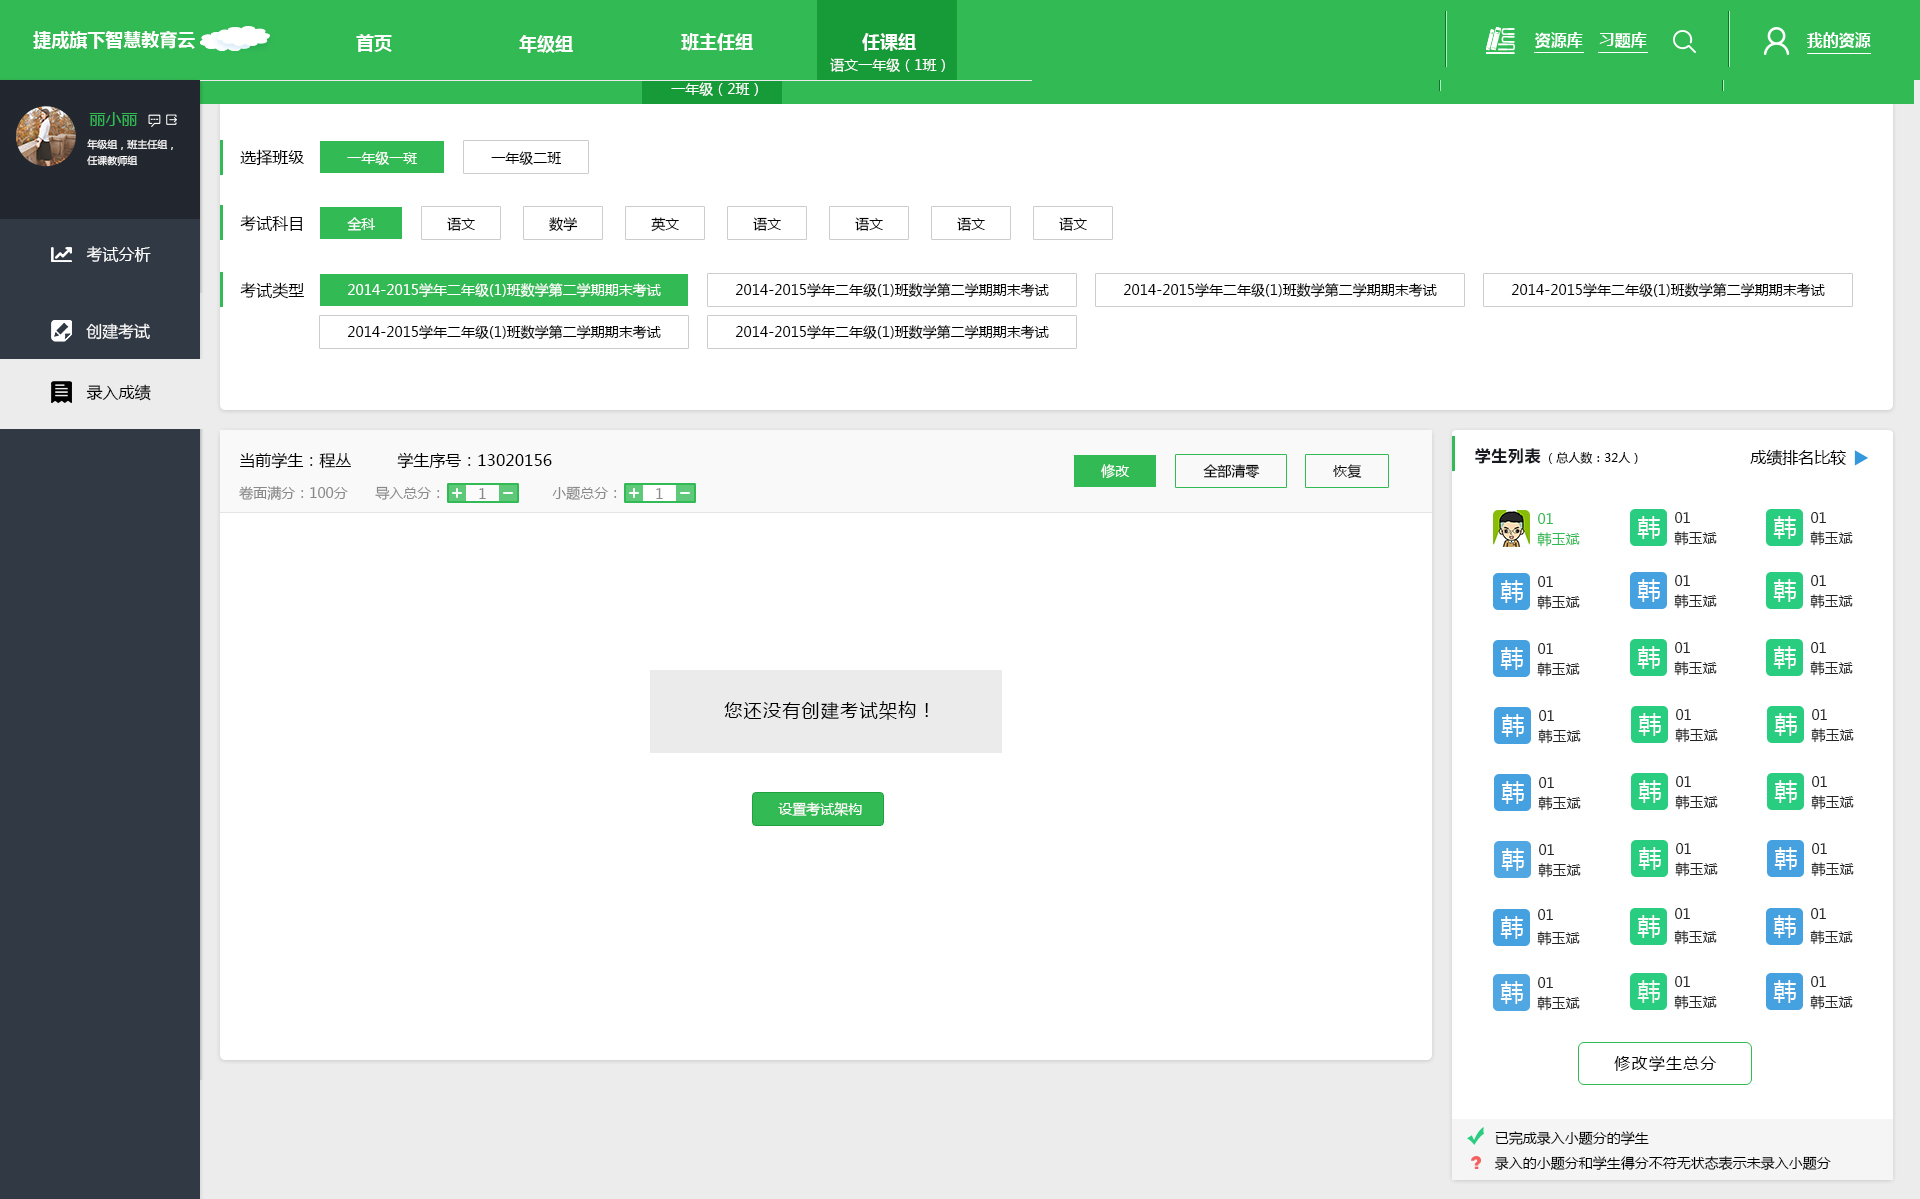 捷成旗下智慧教育云
首页
年级组
班主任组
任课组
语文一年级（1班）
资源库
习题库
我的资源
一年级（2班）
丽小丽
年级组，班主任组，
任课教师组
考试分析
创建考试
录入成绩
选择班级 一年级一班 一年级二班
考试科目 全科 语文 数学 英文 语文 语文 语文 语文
考试类型 2014-2015学年二年级(1)班数学第二学期期末考试 2014-2015学年二年级(1)班数学第二学期期末考试 2014-2015学年二年级(1)班数学第二学期期末考试 2014-2015学年二年级(1)班数学第二学期期末考试
2014-2015学年二年级(1)班数学第二学期期末考试 2014-2015学年二年级(1)班数学第二学期期末考试
当前学生：程丛 学生序号：13020156
卷面满分：100分 导入总分： + 1 − 小题总分： + 1 −
修改 全部清零 恢复
您还没有创建考试架构！
设置考试架构
学生列表（总人数：32人） 成绩排名比较
01 韩 01 韩 01
韩玉斌 韩玉斌 韩玉斌
韩 01 韩 01 韩 01
韩玉斌 韩玉斌 韩玉斌
韩 01 韩 01 韩 01
韩玉斌 韩玉斌 韩玉斌
韩 01 韩 01 韩 01
韩玉斌 韩玉斌 韩玉斌
韩 01 韩 01 韩 01
韩玉斌 韩玉斌 韩玉斌
韩 01 韩 01 韩 01
韩玉斌 韩玉斌 韩玉斌
韩 01 韩 01 韩 01
韩玉斌 韩玉斌 韩玉斌
韩 01 韩 01 韩 01
韩玉斌 韩玉斌 韩玉斌
修改学生总分
已完成录入小题分的学生
? 录入的小题分和学生得分不符无状态表示未录入小题分